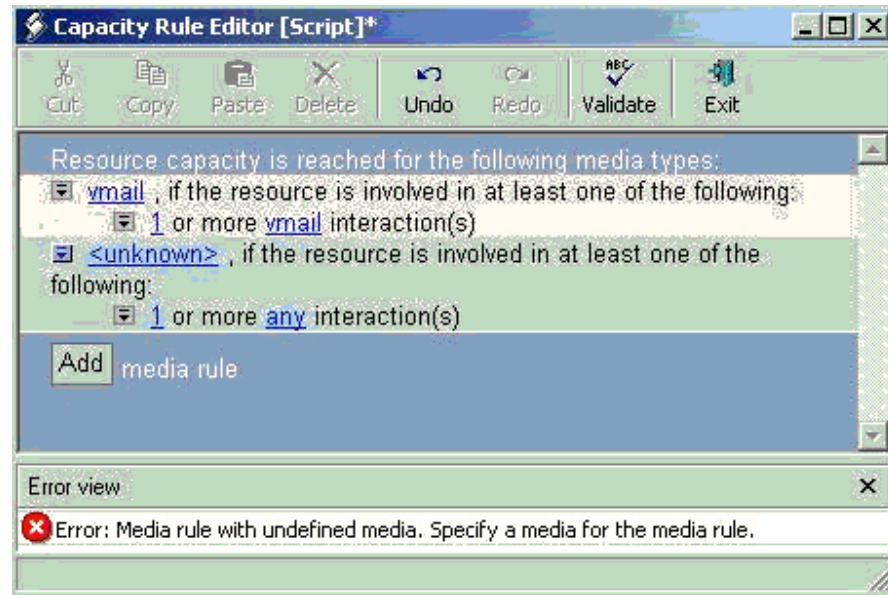 Capacity Rule Editor [Script]*
Cut Copy Paste Delete Undo Redo ABC Validate Exit
Resource capacity is reached for the following media types:
vmail , if the resource is involved in at least one of the following:
1 or more vmail interaction(s)
<unknown> , if the resource is involved in at least one of the
following:
1 or more any interaction(s)
Add media rule
Error view
Error: Media rule with undefined media. Specify a media for the media rule.